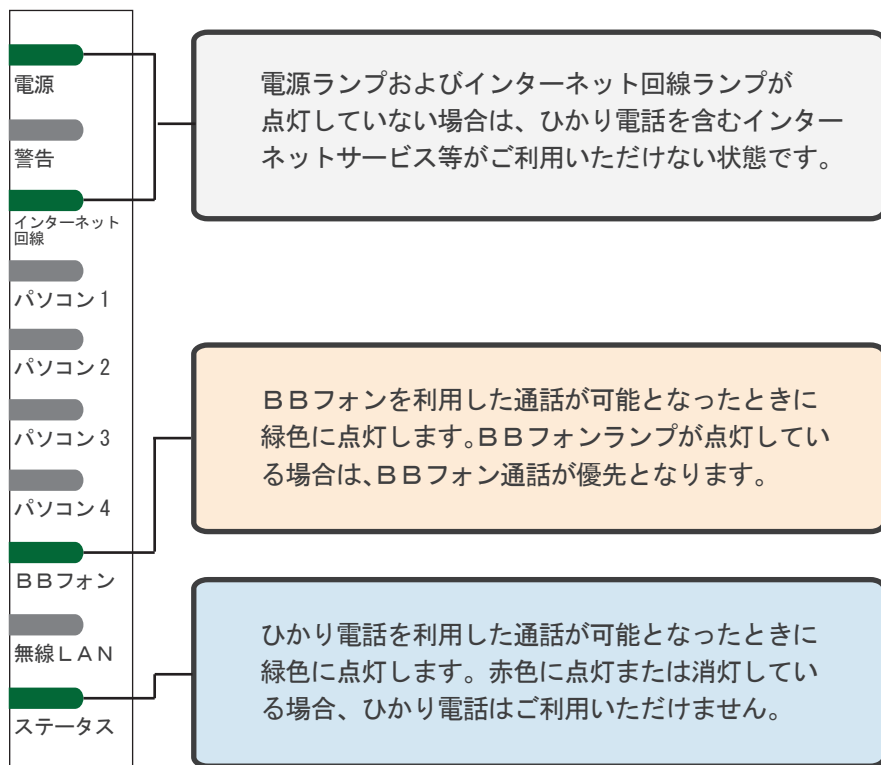 電源
警告
インターネット
回線
パソコン1
パソコン2
パソコン3
パソコン4
BBフォン
無線LAN
ステータス
電源ランプおよびインターネット回線ランプが
点灯していない場合は、ひかり電話を含むインター
ネットサービス等がご利用いただけない状態です。
BBフォンを利用した通話が可能となったときに
緑色に点灯します。BBフォンランプが点灯してい
る場合は、BBフォン通話が優先となります。
ひかり電話を利用した通話が可能となったときに
緑色に点灯します。赤色に点灯または消灯してい
る場合、ひかり電話はご利用いただけません。